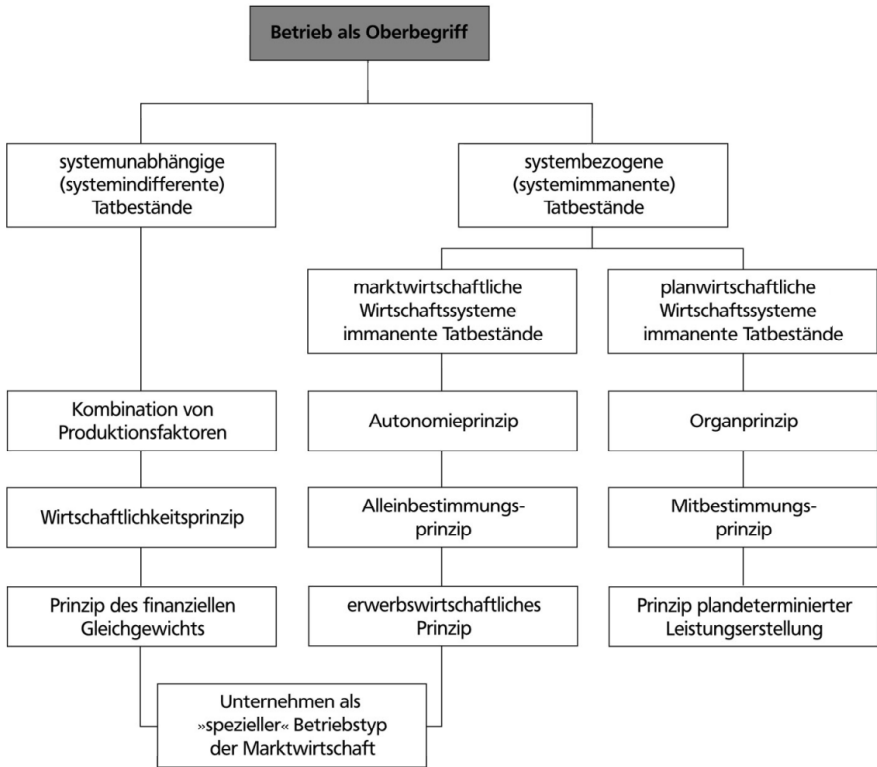 Betrieb als Oberbegriff
systemunabhängige
(systemindifferente)
Tatbestände
systembezogene
(systemimmanente)
Tatbestände
marktwirtschaftliche
Wirtschaftssysteme
immanente Tatbestände
planwirtschaftliche
Wirtschaftssysteme
immanente Tatbestände
Kombination von
Produktionsfaktoren
Autonomieprinzip
Organprinzip
Wirtschaftlichkeitsprinzip
Alleinbestimmungs-
prinzip
Mitbestimmungs-
prinzip
Prinzip des finanziellen
Gleichgewichts
erwerbswirtschaftliches
Prinzip
Prinzip plandeterminierter
Leistungserstellung
Unternehmen als
»spezieller« Betriebstyp
der Marktwirtschaft